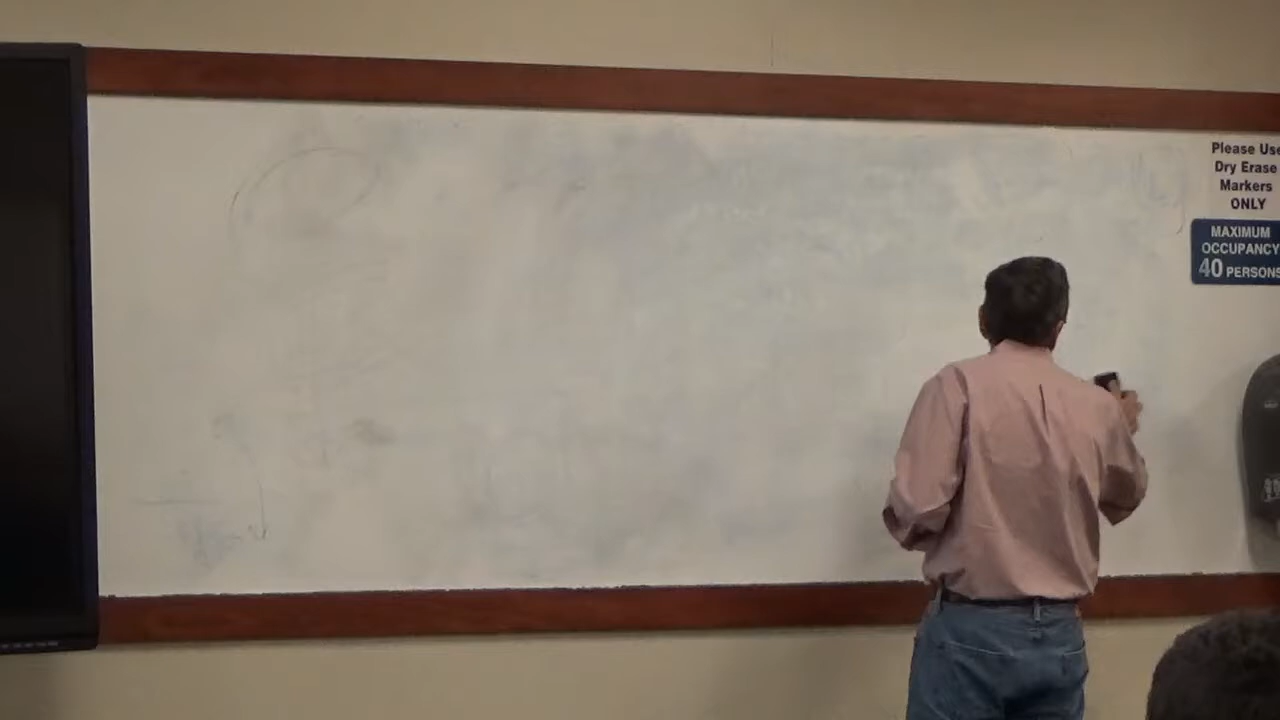 Please Use
Dry Erase
Markers
ONLY
MAXIMUM
OCCUPANCY
40 PERSONS